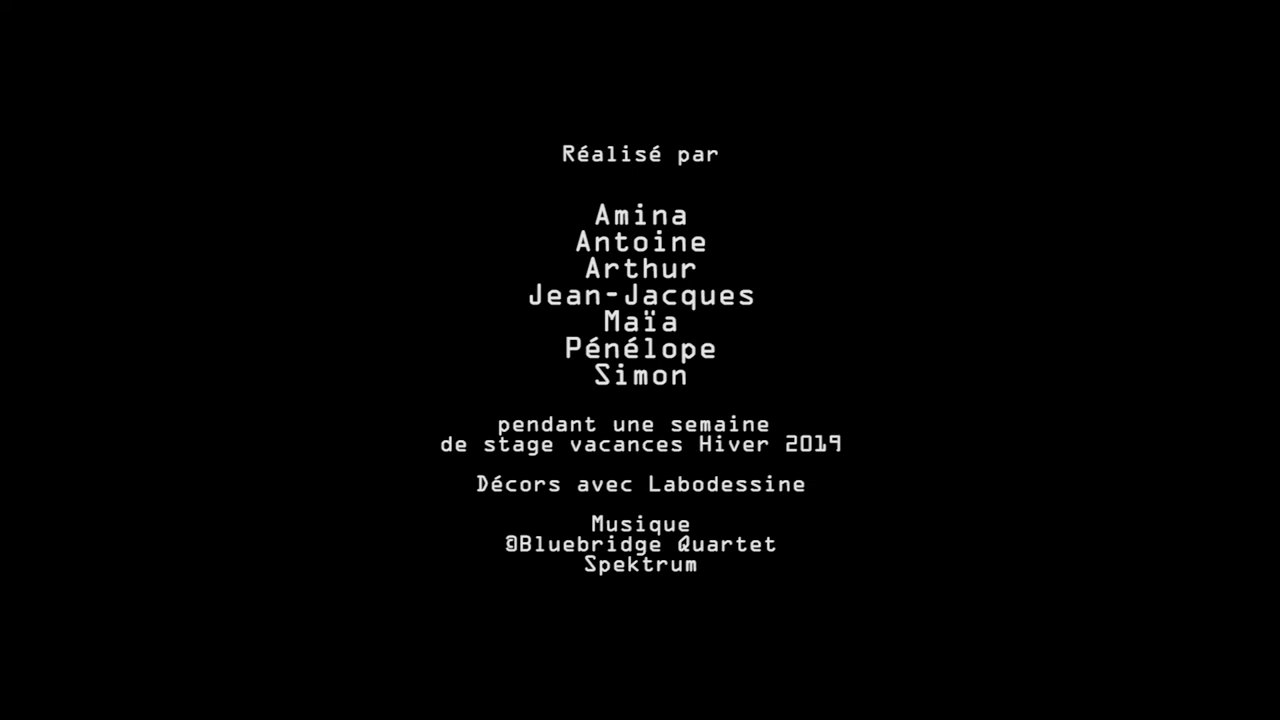 Réalisé par
Amina
Antoine
Arthur
Jean-Jacques
Maïa
Pénélope
Simon
pendant une semaine
de stage vacances Hiver 2019
Décors avec Labodessine
Musique
©Bluebridge Quartet
Spektrum